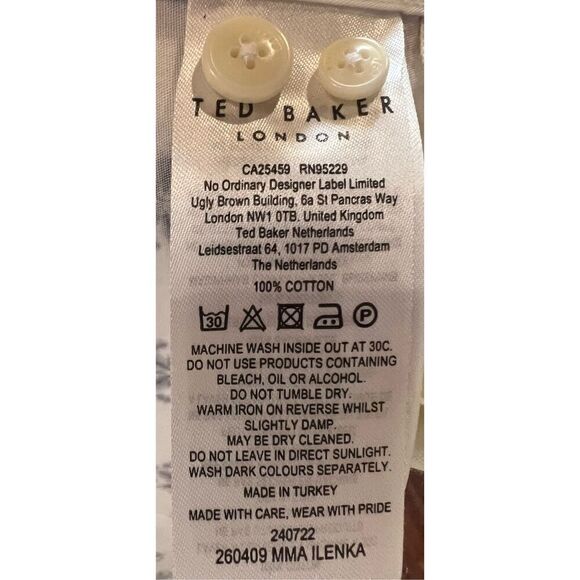 TED BAKER
LONDON
CA25459 RN95229
No Ordinary Designer Label Limited
Ugly Brown Building, 6a St Pancras Way
London NW1 0TB. United Kingdom
Ted Baker Netherlands
Leidsestraat 64, 1017 PD Amsterdam
The Netherlands
100% COTTON
30 P
MACHINE WASH INSIDE OUT AT 30C.
DO NOT USE PRODUCTS CONTAINING
BLEACH, OIL OR ALCOHOL.
DO NOT TUMBLE DRY.
WARM IRON ON REVERSE WHILST
SLIGHTLY DAMP.
MAY BE DRY CLEANED.
DO NOT LEAVE IN DIRECT SUNLIGHT.
WASH DARK COLOURS SEPARATELY.
MADE IN TURKEY
MADE WITH CARE, WEAR WITH PRIDE
240722
260409 MMA ILENKA